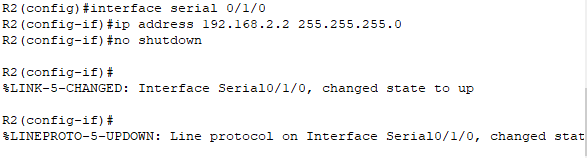 R2(config)#interface serial 0/1/0
R2(config-if)#ip address 192.168.2.2 255.255.255.0
R2(config-if)#no shutdown
R2(config-if)#
%LINK-5-CHANGED: Interface Serial0/1/0, changed state to up
R2(config-if)#
%LINEPROTO-5-UPDOWN: Line protocol on Interface Serial0/1/0, changed stat